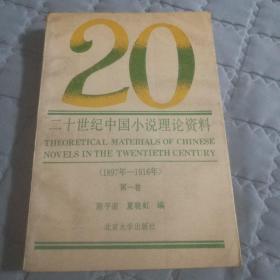 20
二十世纪中国小说理论资料
THEORETICAL MATERIALS OF CHINESE
NOVELS IN THE TWENTIETH CENTURY
(1897年—1916年)
第一卷
陈平原 夏晓虹 编
北京大学出版社